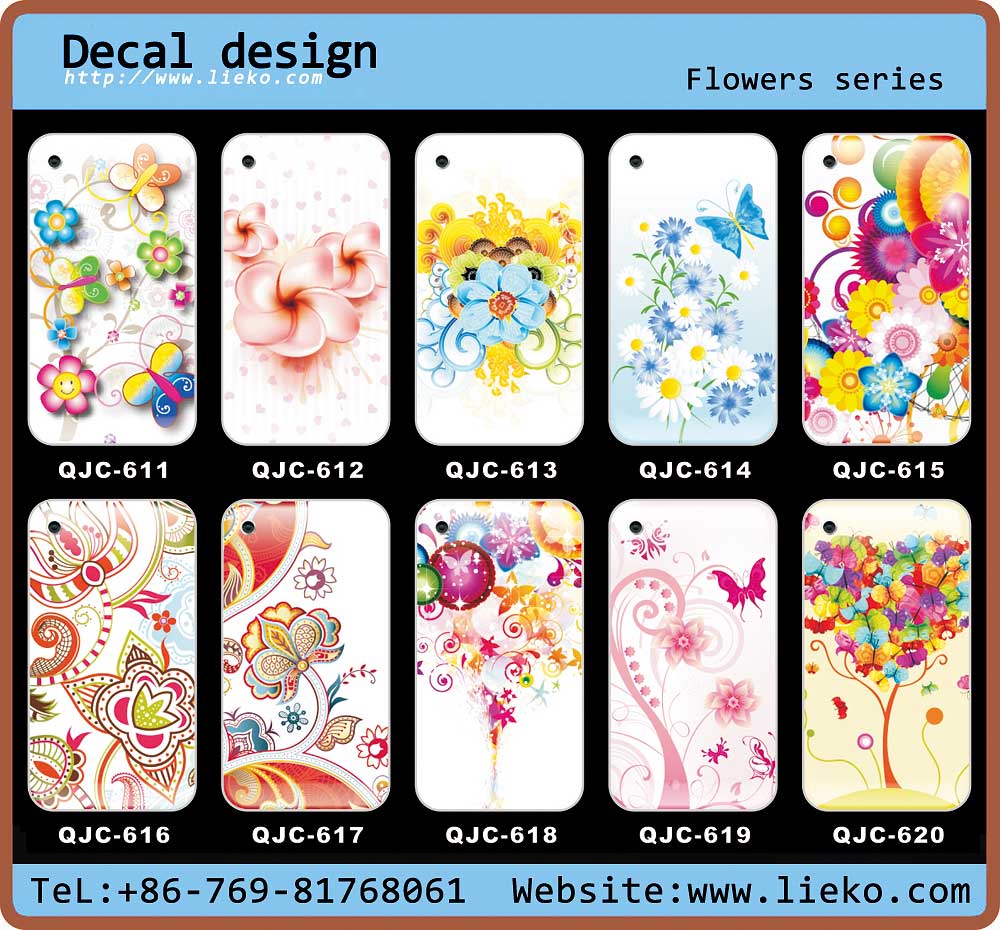 Decal design
http://www.lieko.com
Flowers series
QJC-611 QJC-612 QJC-613 QJC-614 QJC-615
QJC-616 QJC-617 QJC-618 QJC-619 QJC-620
TeL:+86-769-81768061 Website:www.lieko.com